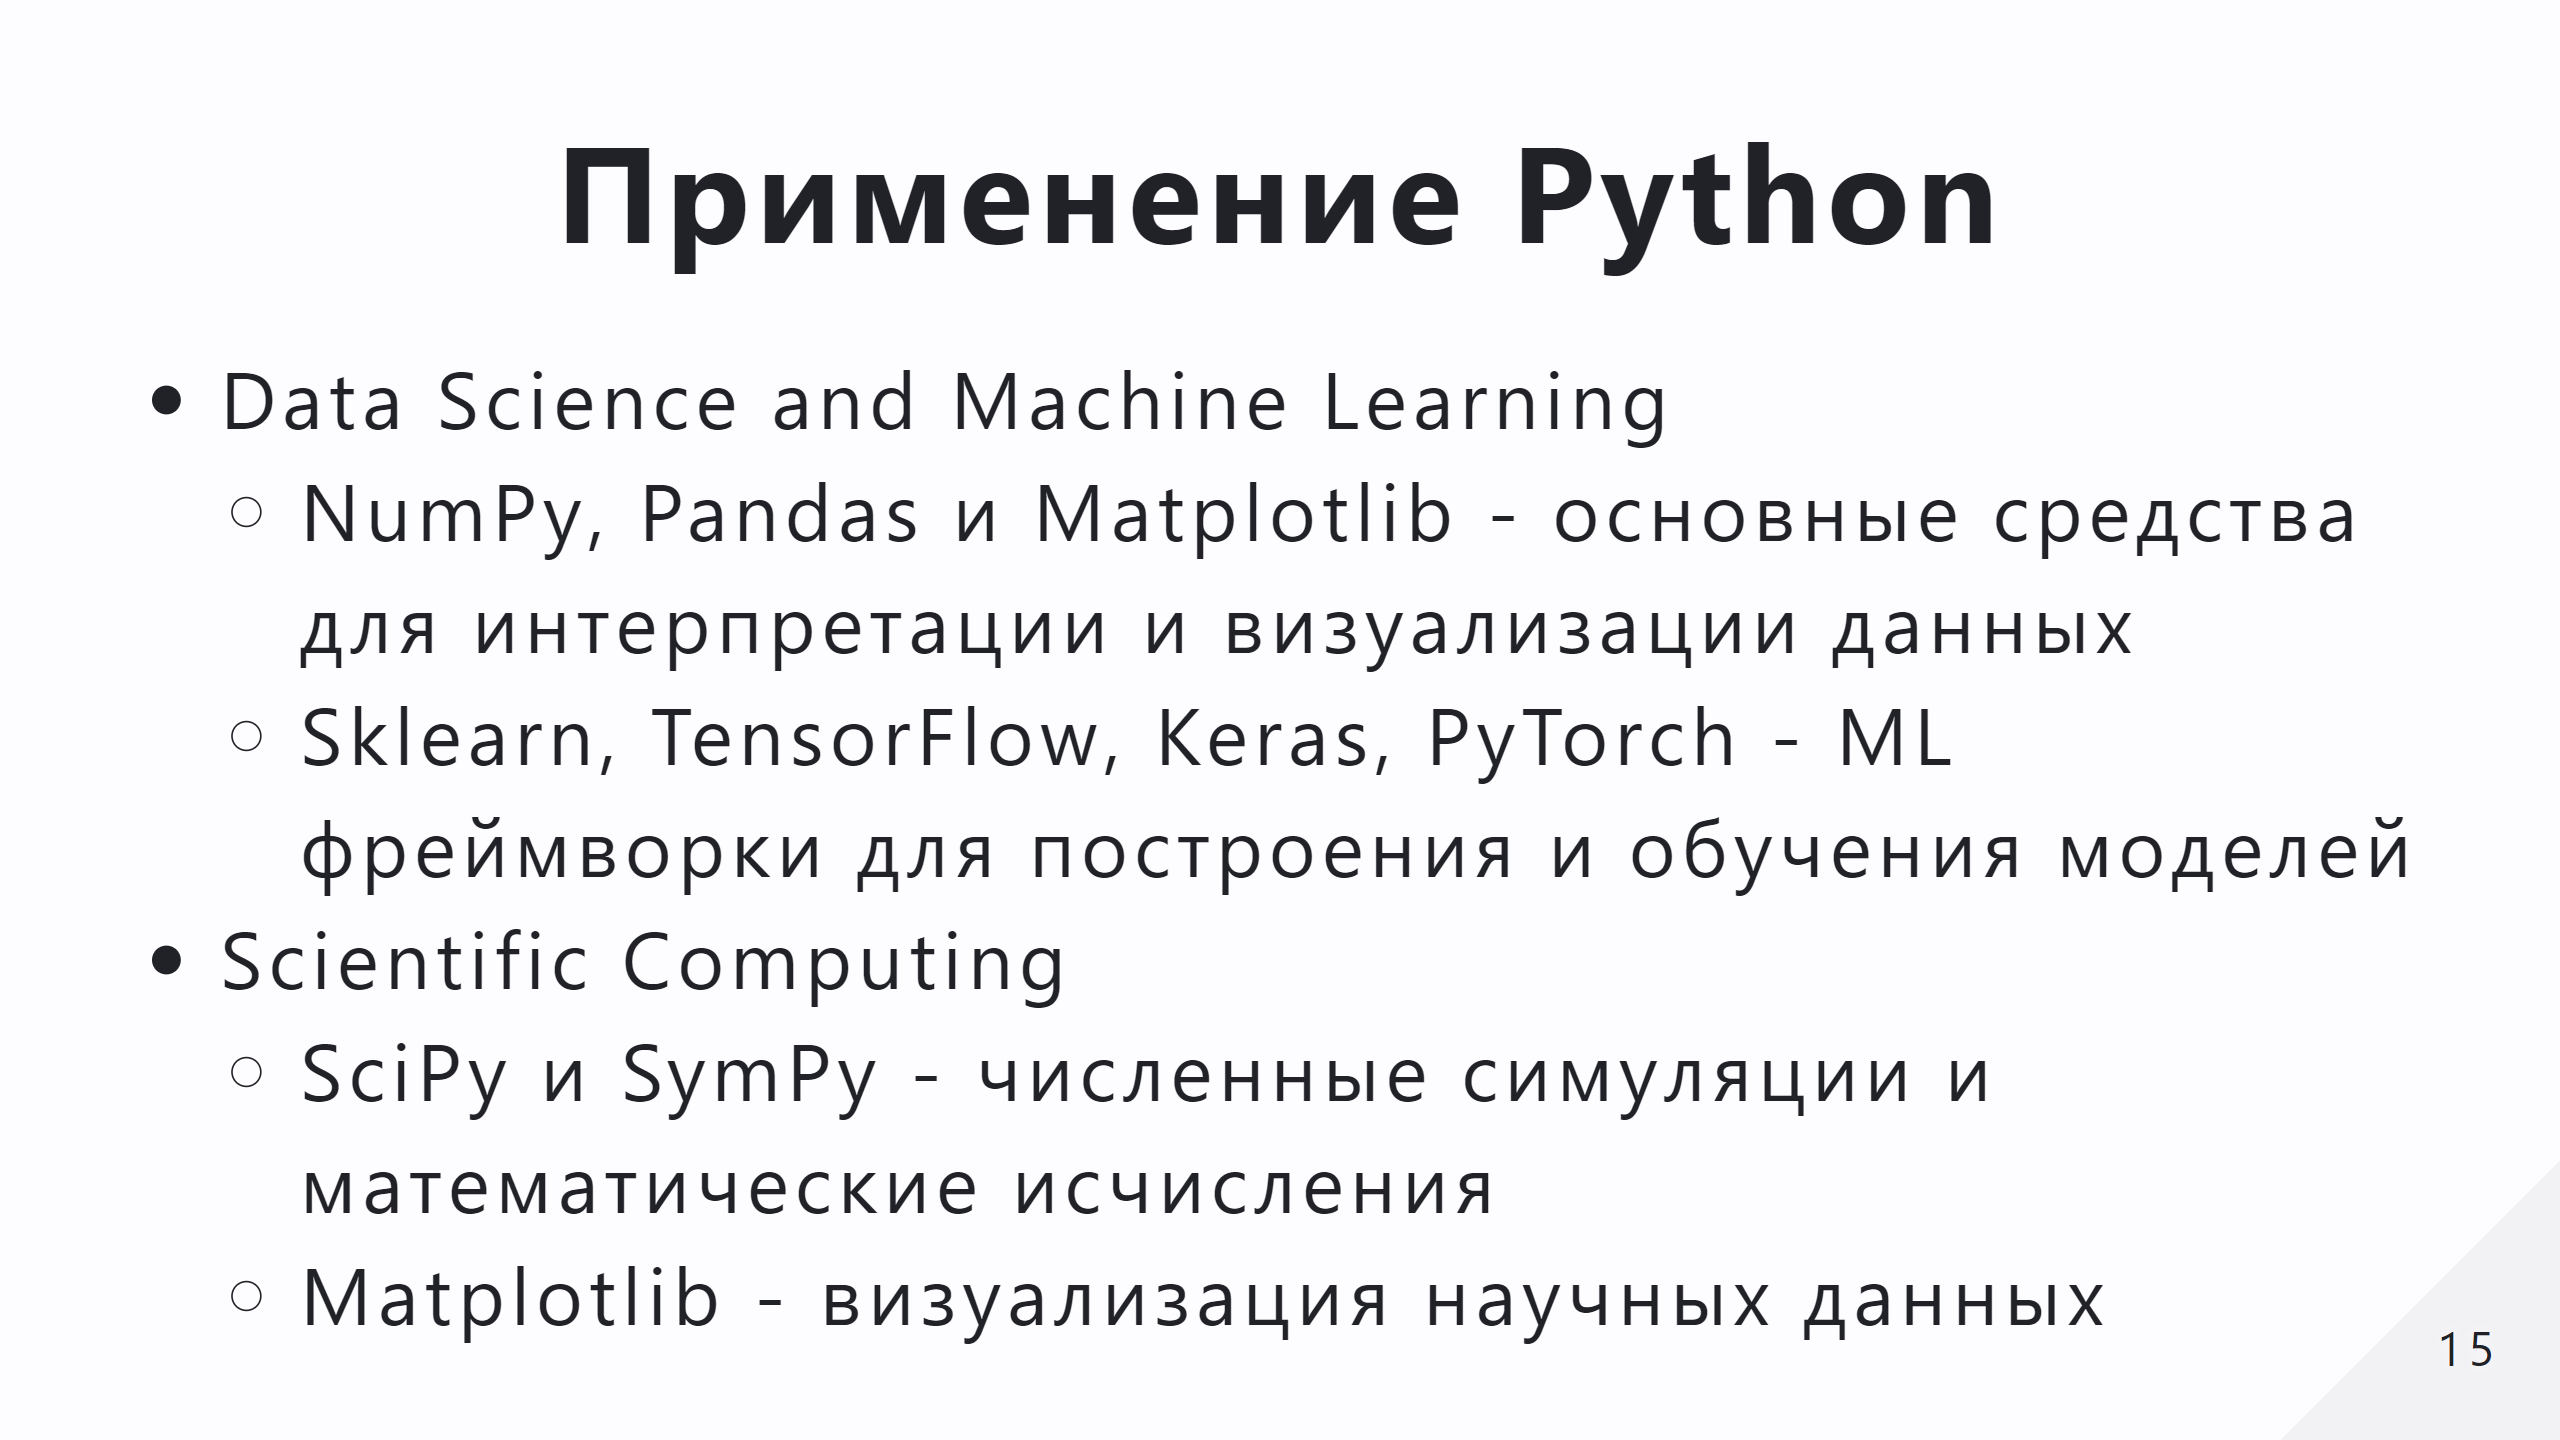 Применение Python
• Data Science and Machine Learning
○ NumPy, Pandas и Matplotlib - основные средства
для интерпретации и визуализации данных
○ Sklearn, TensorFlow, Keras, PyTorch - ML
фреймворки для построения и обучения моделей
• Scientific Computing
○ SciPy и SymPy - численные симуляции и
математические исчисления
○ Matplotlib - визуализация научных данных
15